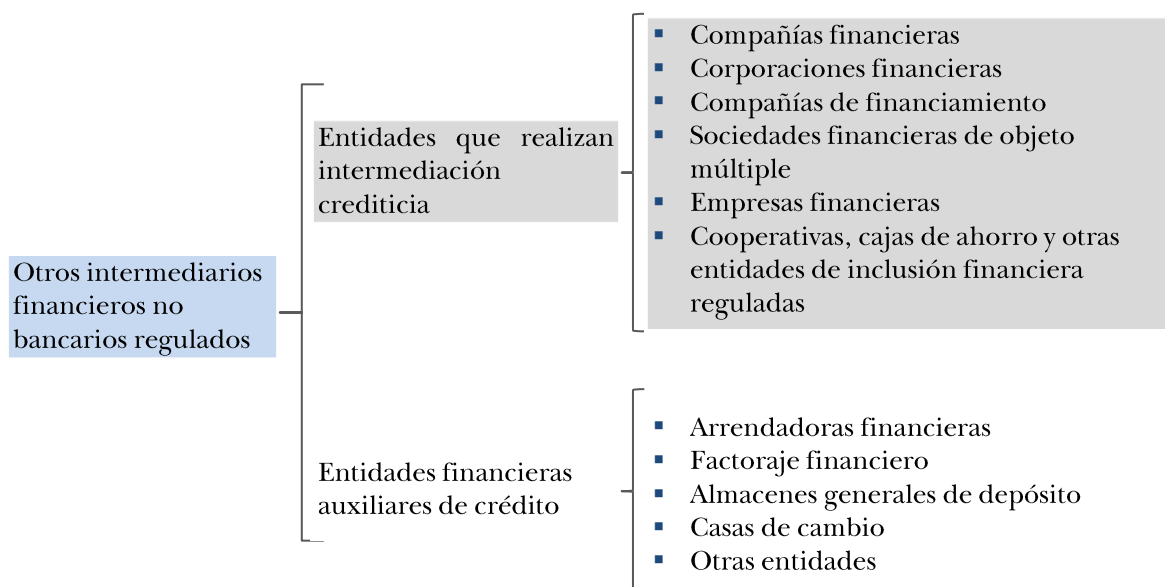 Otros intermediarios
financieros no
bancarios regulados
Entidades que realizan
intermediación
crediticia
▪ Compañías financieras
▪ Corporaciones financieras
▪ Compañías de financiamiento
▪ Sociedades financieras de objeto
múltiple
▪ Empresas financieras
▪ Cooperativas, cajas de ahorro y otras
entidades de inclusión financiera
reguladas
Entidades financieras
auxiliares de crédito
▪ Arrendadoras financieras
▪ Factoraje financiero
▪ Almacenes generales de depósito
▪ Casas de cambio
▪ Otras entidades